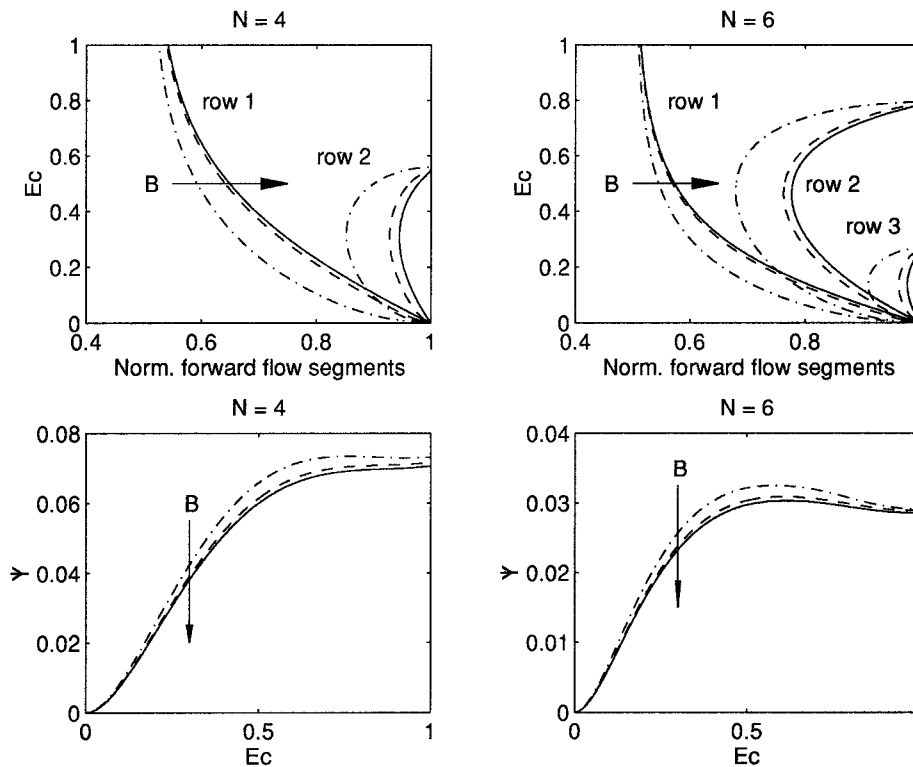 N = 4
1
0.8
0.6
0.4
0.2
0
Ec
row 1
row 2
B
0.4
0.6
0.8
1
Norm. forward flow segments
N = 6
1
0.8
0.6
0.4
0.2
0
Ec
row 1
row 2
row 3
B
0.4
0.6
0.8
Norm. forward flow segments
N = 4
0.08
0.06
0.04
0.02
0
Ψ
B
0
0.5
1
Ec
N = 6
0.04
0.03
0.02
0.01
0
Ψ
B
0
0.5
Ec